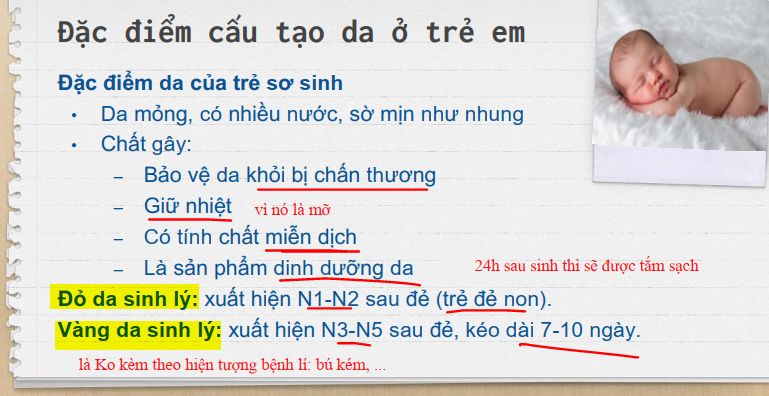 Đặc điểm cấu tạo da ở trẻ em
Đặc điểm da của trẻ sơ sinh
• Da mỏng, có nhiều nước, sờ mịn như nhung
• Chất gây:
– Bảo vệ da khỏi bị chấn thương
– Giữ nhiệt vì nó là mỡ
– Có tính chất miễn dịch
– Là sản phẩm dinh dưỡng da 24h sau sinh thì sẽ được tắm sạch
Đỏ da sinh lý: xuất hiện N1-N2 sau đẻ (trẻ đẻ non).
Vàng da sinh lý: xuất hiện N3-N5 sau đẻ, kéo dài 7-10 ngày.
là Ko kèm theo hiện tượng bệnh lí: bú kém, ...